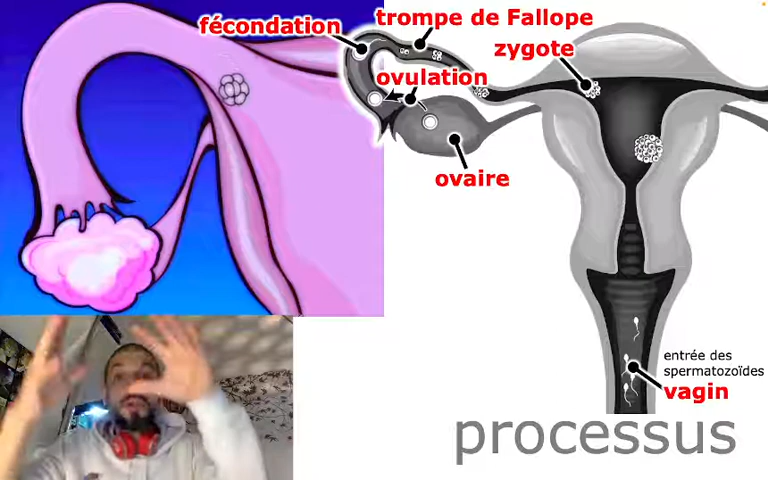 fécondation
trompe de Fallope
zygote
ovulation
ovaire
entrée des
spermatozoïdes
vagin
processus